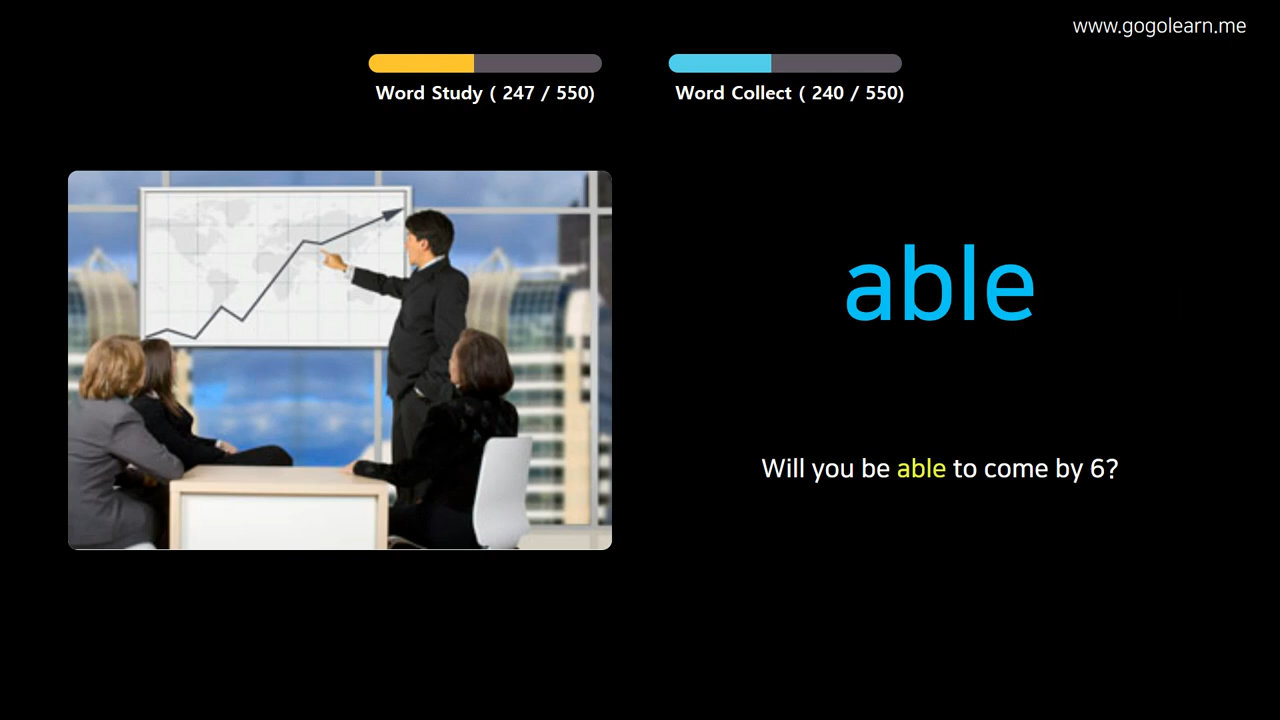 www.gogolearn.me
Word Study ( 247 / 550)
Word Collect ( 240 / 550)
able
Will you be able to come by 6?